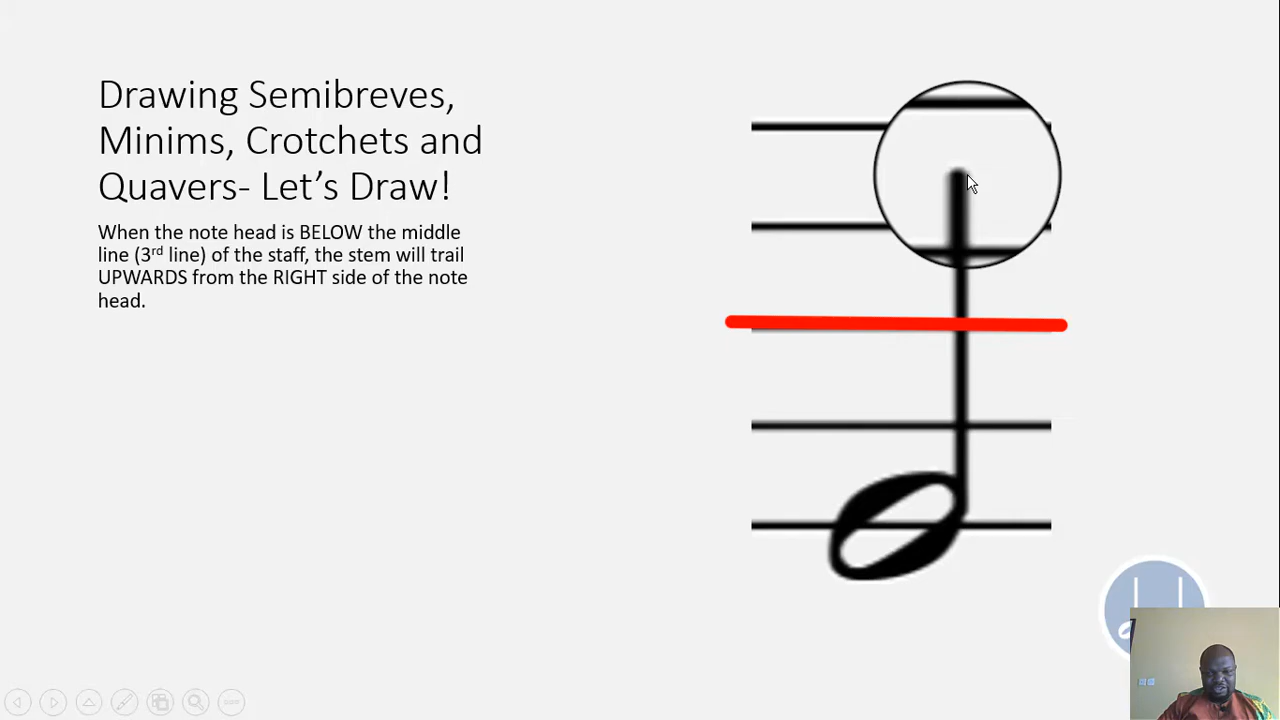 Drawing Semibreves,
Minims, Crotchets and
Quavers- Let’s Draw!
When the note head is BELOW the middle
line (3rd line) of the staff, the stem will trail
UPWARDS from the RIGHT side of the note
head.